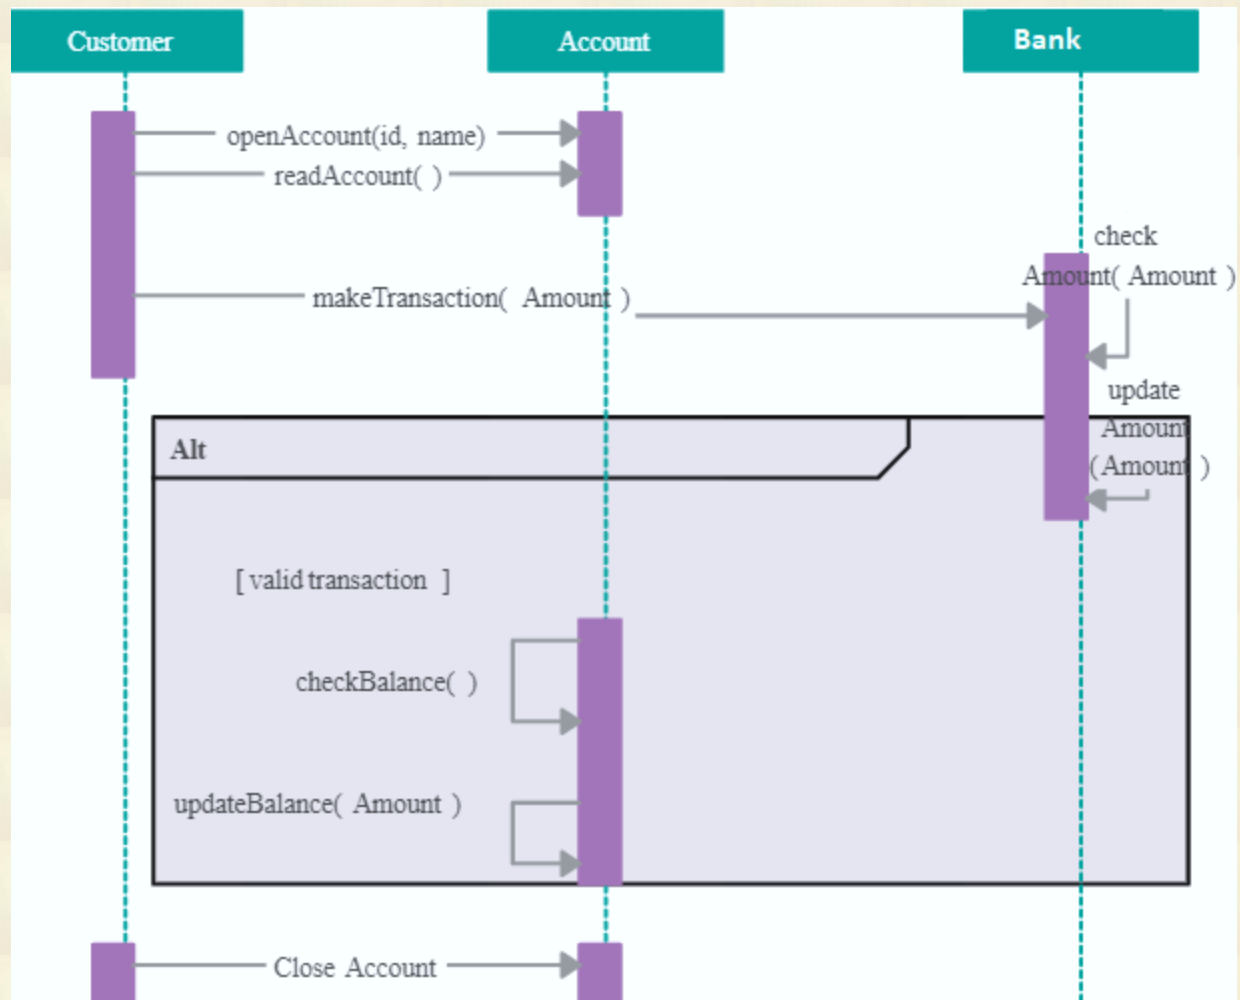 Customer
Account
Bank
openAccount(id, name)
readAccount( )
check
Amount( Amount )
makeTransaction( Amount )
update
Amount
(Amount )
Alt
[ valid transaction ]
checkBalance( )
updateBalance( Amount )
Close Account